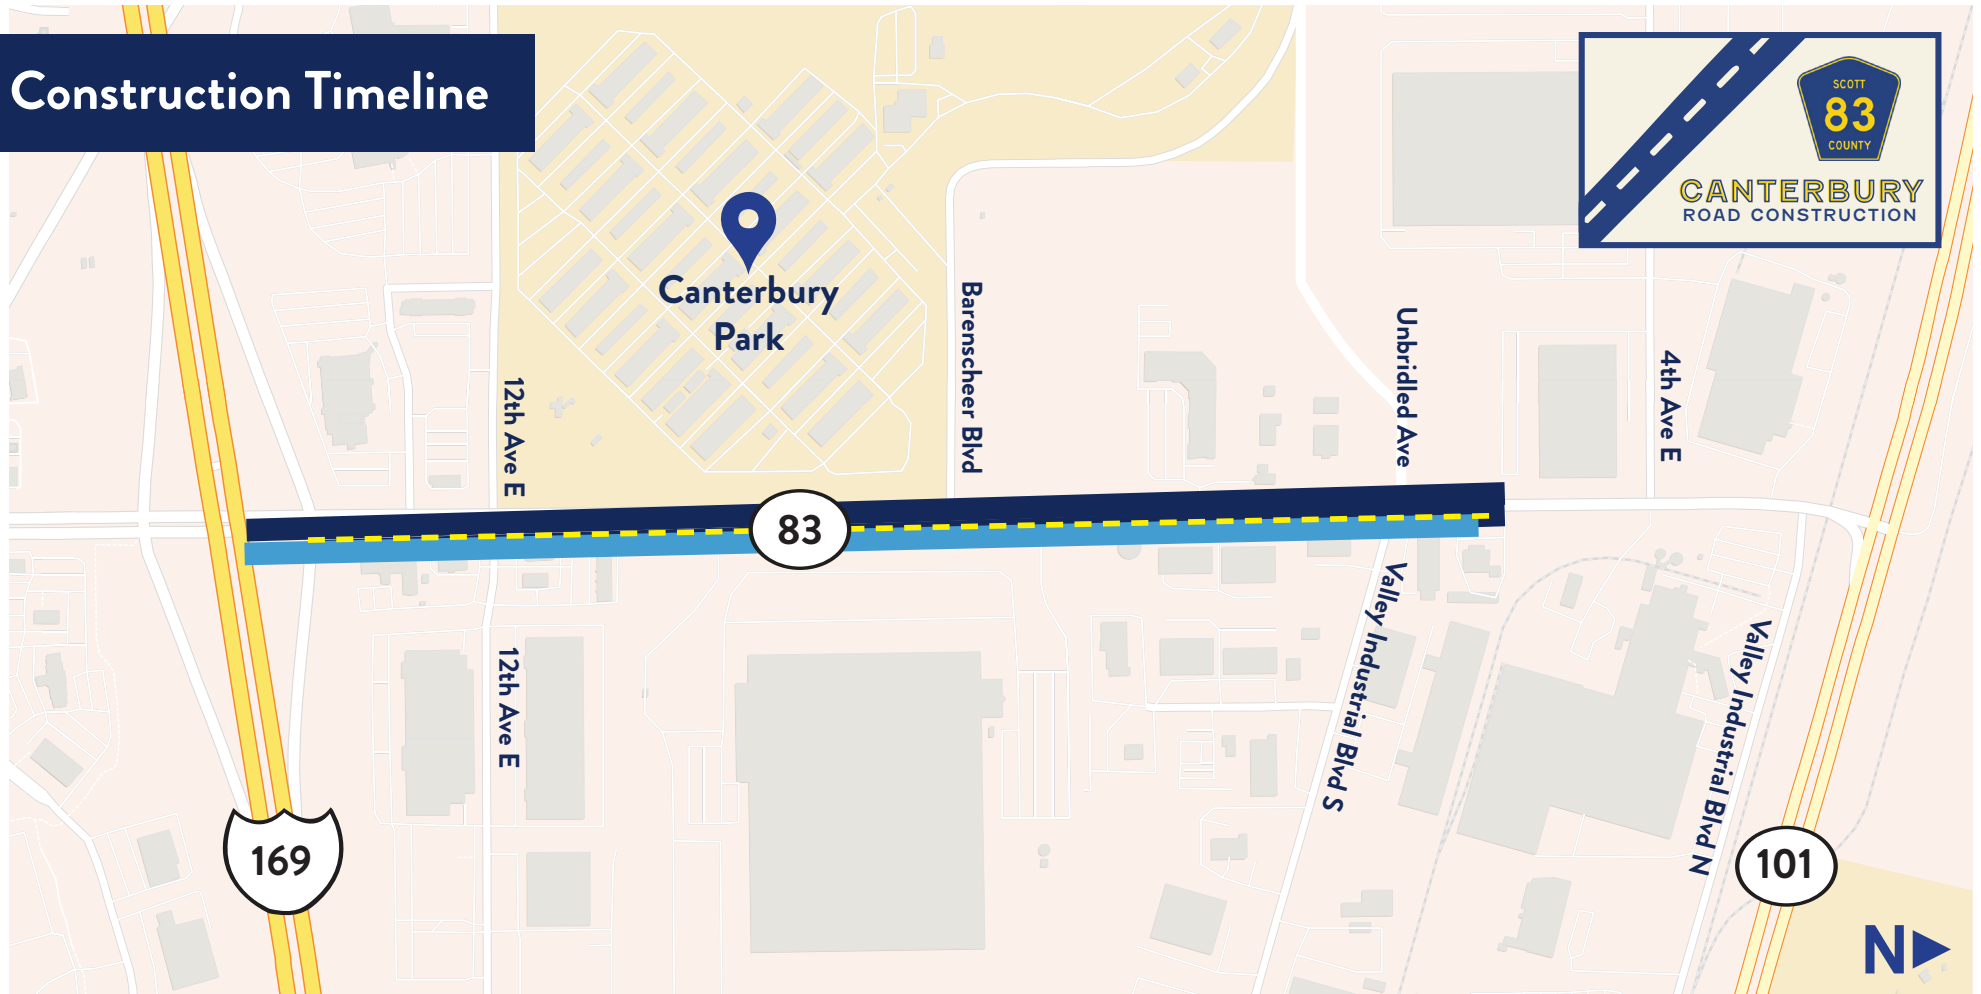 Construction Timeline
SCOTT
83
COUNTY
CANTERBURY
ROAD CONSTRUCTION
Canterbury
Park
Barenscheer Blvd
Unbridled Ave
4th Ave E
12th Ave E
83
12th Ave E
Valley Industrial Blvd S
Valley Industrial Blvd N
169
101
N